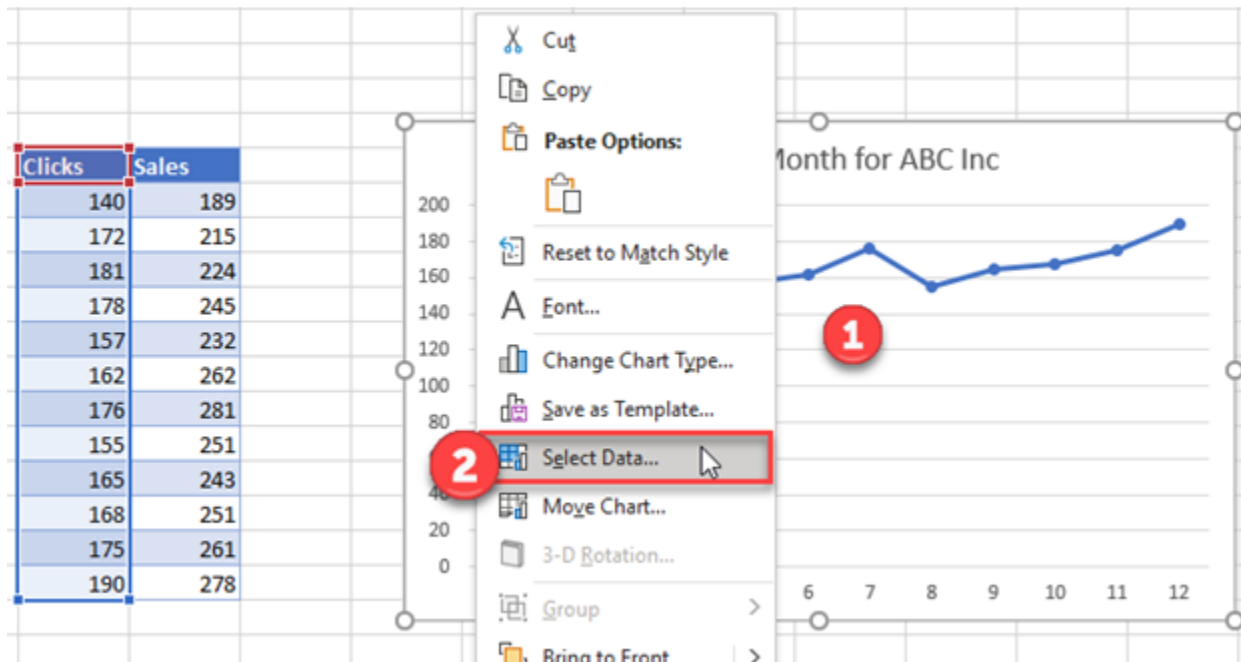 Cut
Copy
Paste Options:
Reset to Match Style
Font...
Change Chart Type...
Save as Template...
2
Select Data...
Move Chart...
3-D Rotation...
Group
Bring to Front
Clicks Sales
140 189
172 215
181 224
178 245
157 232
162 262
176 281
155 251
165 243
168 251
175 261
190 278
Month for ABC Inc
200
180
160
140
120
100
80
40
20
0
1
6 7 8 9 10 11 12